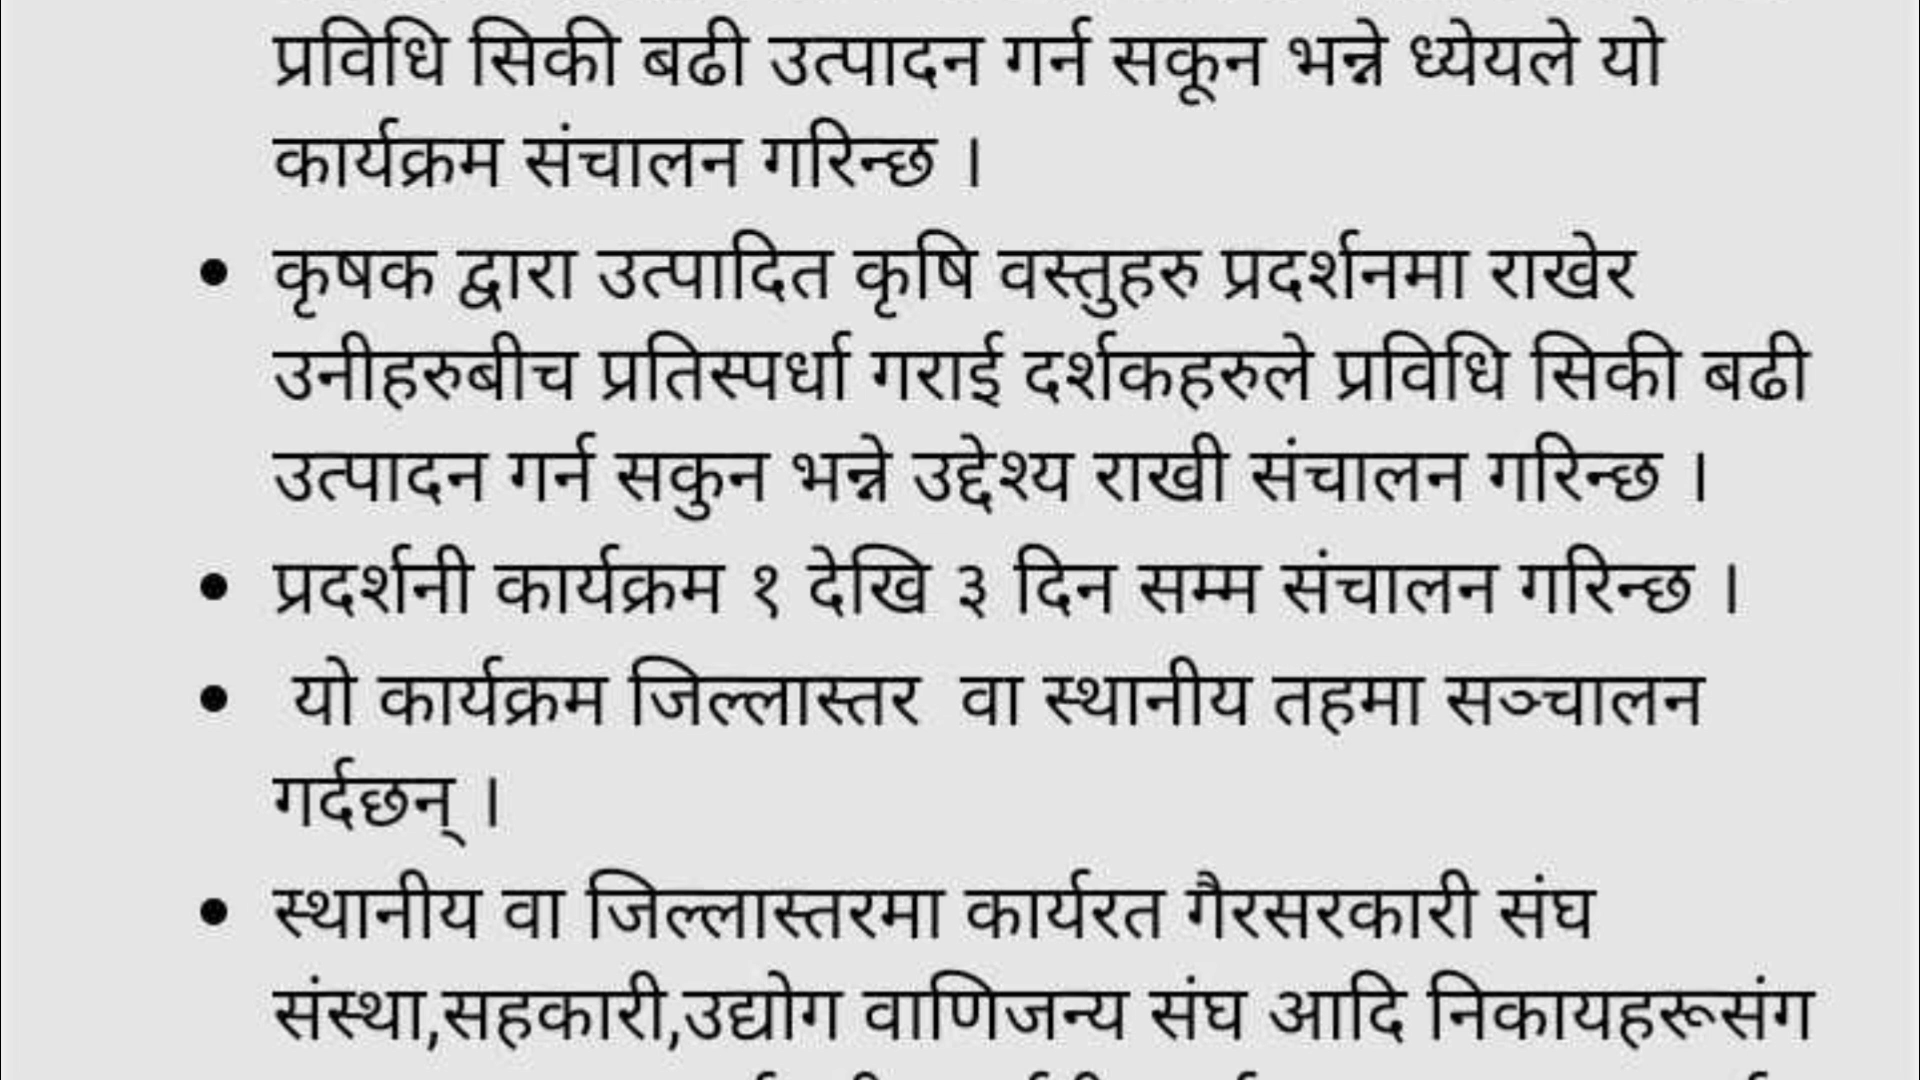 प्रविधि सिकी बढी उत्पादन गर्न सकून भन्ने ध्येयले यो
कार्यक्रम संचालन गरिन्छ ।
• कृषक द्वारा उत्पादित कृषि वस्तुहरु प्रदर्शनमा राखेर
उनीहरुबीच प्रतिस्पर्धा गराई दर्शकहरुले प्रविधि सिकी बढी
उत्पादन गर्न सकुन भन्ने उद्देश्य राखी संचालन गरिन्छ ।
• प्रदर्शनी कार्यक्रम १ देखि ३ दिन सम्म संचालन गरिन्छ ।
• यो कार्यक्रम जिल्लास्तर वा स्थानीय तहमा सञ्चालन
गर्दछन् ।
• स्थानीय वा जिल्लास्तरमा कार्यरत गैरसरकारी संघ
संस्था,सहकारी,उद्योग वाणिजन्य संघ आदि निकायहरूसंग